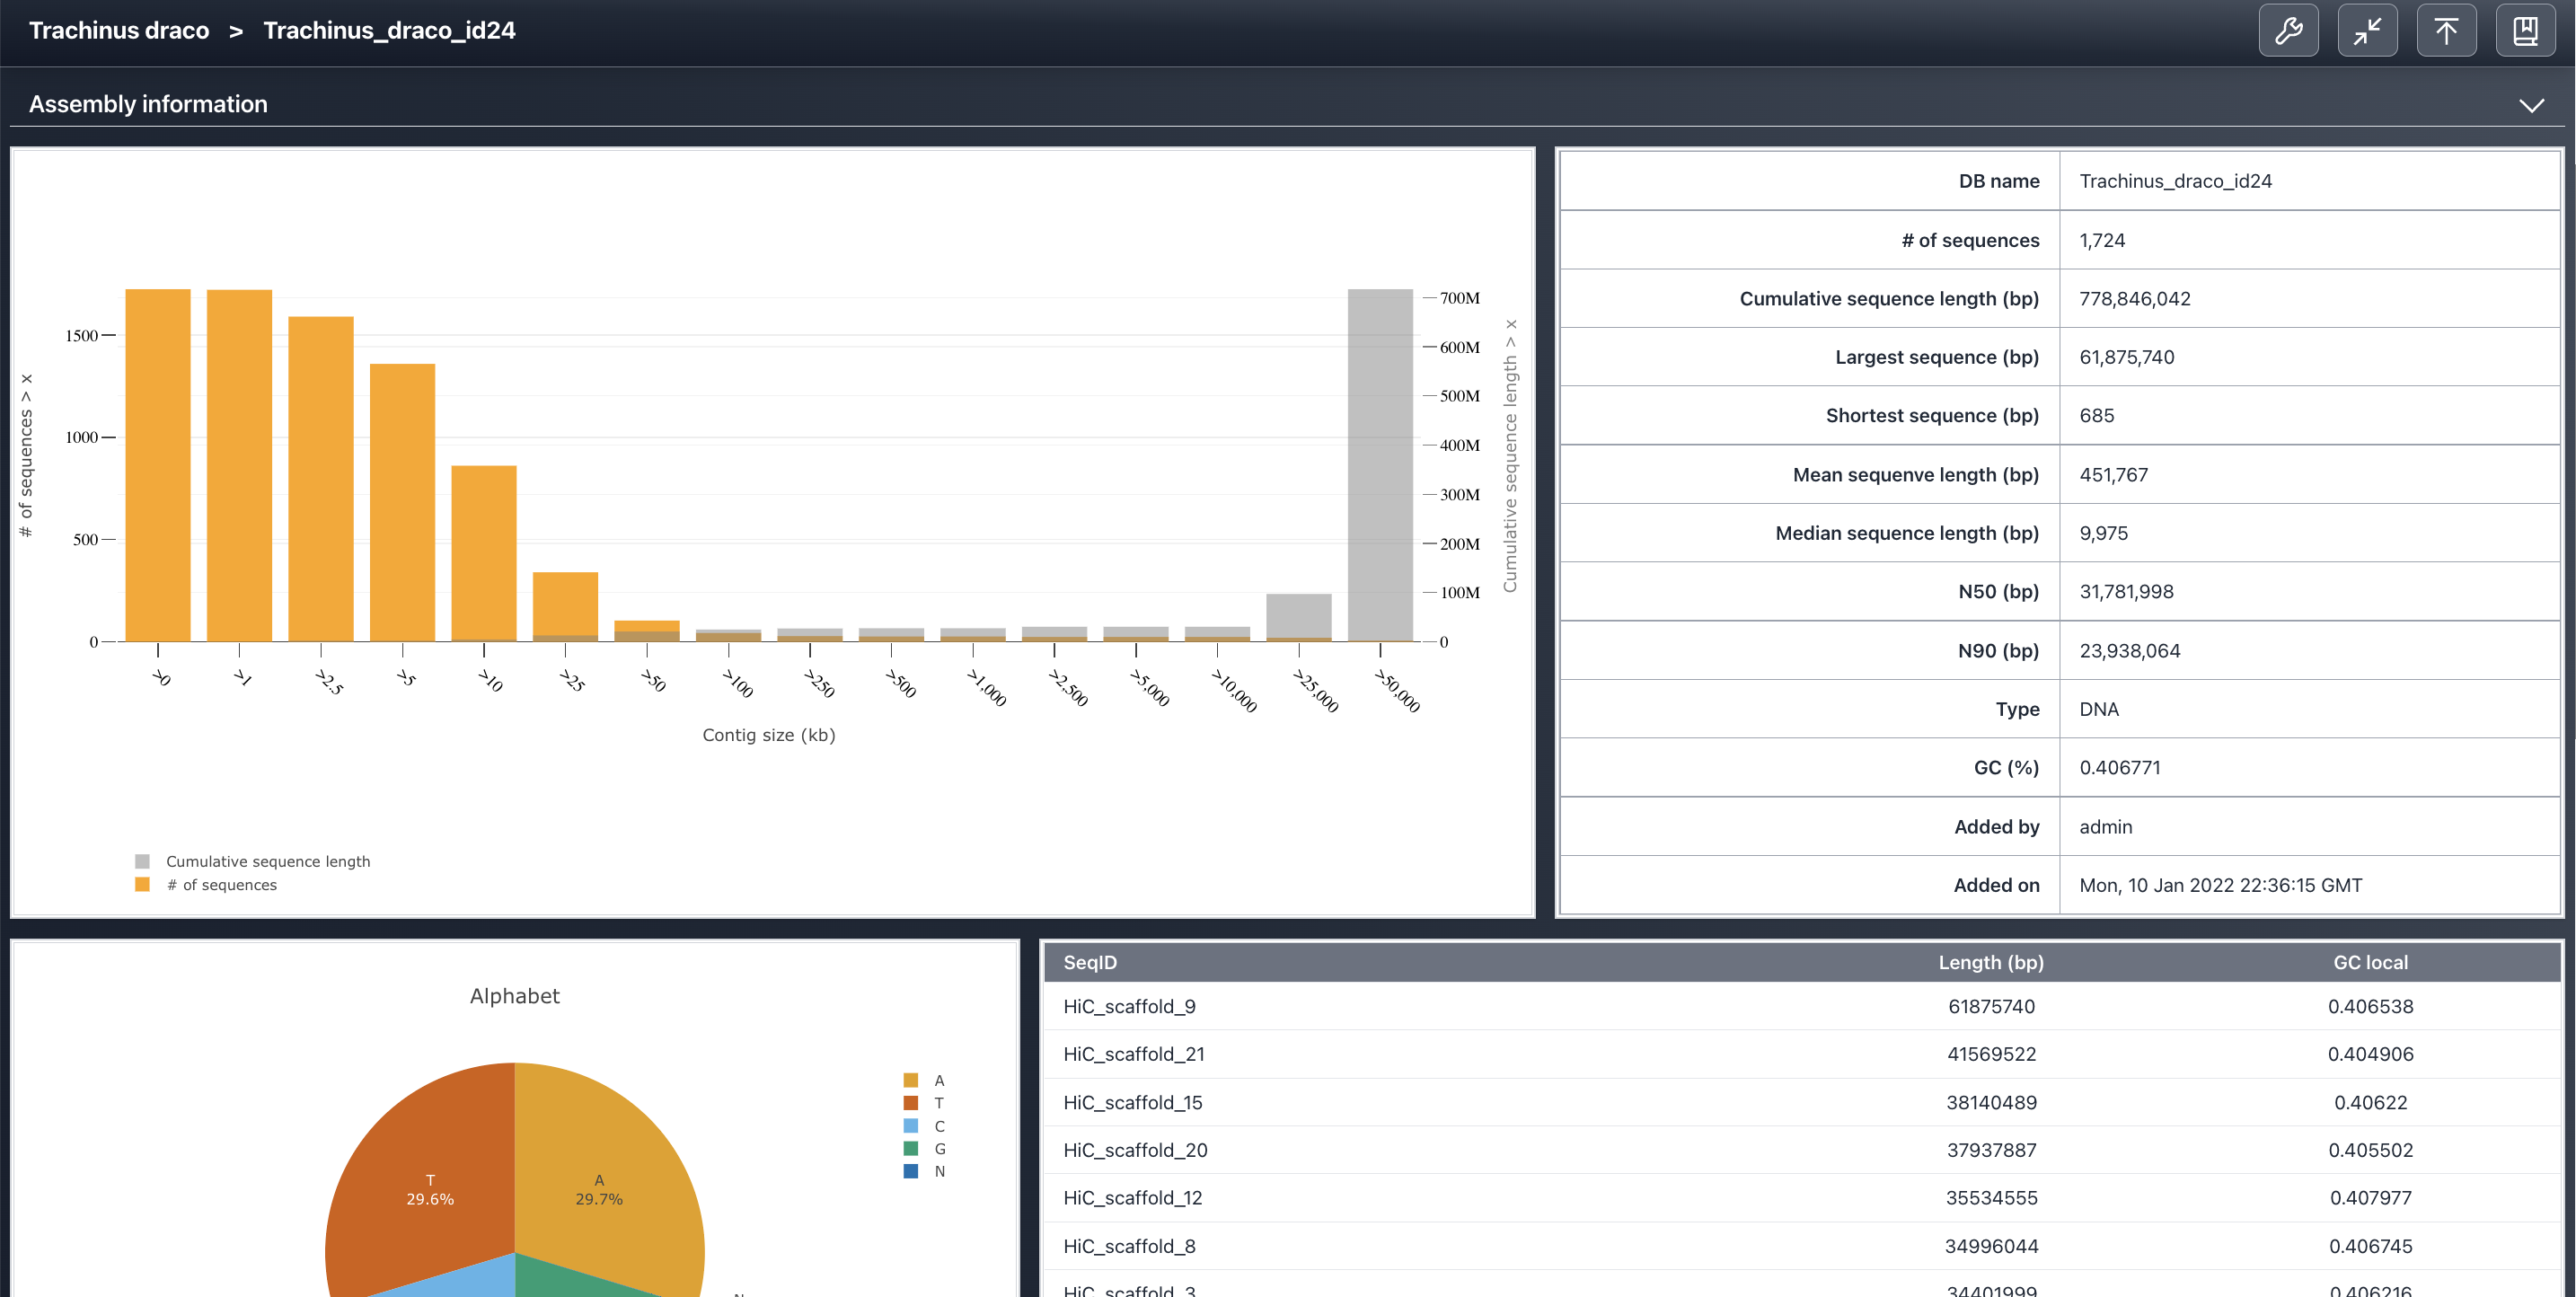 Trachinus draco > Trachinus_draco_id24
Assembly information
# of sequences > x
1500
1000
500
0
700M
600M
500M
400M
300M
200M
100M
0
Cumulative sequence length > x
>0
>1
>2.5
>5
>10
>25
>50
>100
>250
>500
>1,000
>2,500
>5,000
>10,000
>25,000
>50,000
Contig size (kb)
Cumulative sequence length
# of sequences
DB name Trachinus_draco_id24
# of sequences 1,724
Cumulative sequence length (bp) 778,846,042
Largest sequence (bp) 61,875,740
Shortest sequence (bp) 685
Mean sequenve length (bp) 451,767
Median sequence length (bp) 9,975
N50 (bp) 31,781,998
N90 (bp) 23,938,064
Type DNA
GC (%) 0.406771
Added by admin
Added on Mon, 10 Jan 2022 22:36:15 GMT
Alphabet
T
29.6%
A
29.7%
A
T
C
G
N
SeqID Length (bp) GC local
HiC_scaffold_9 61875740 0.406538
HiC_scaffold_21 41569522 0.404906
HiC_scaffold_15 38140489 0.40622
HiC_scaffold_20 37937887 0.405502
HiC_scaffold_12 35534555 0.407977
HiC_scaffold_8 34996044 0.406745
HiC_scaffold_3 34401999 0.406216